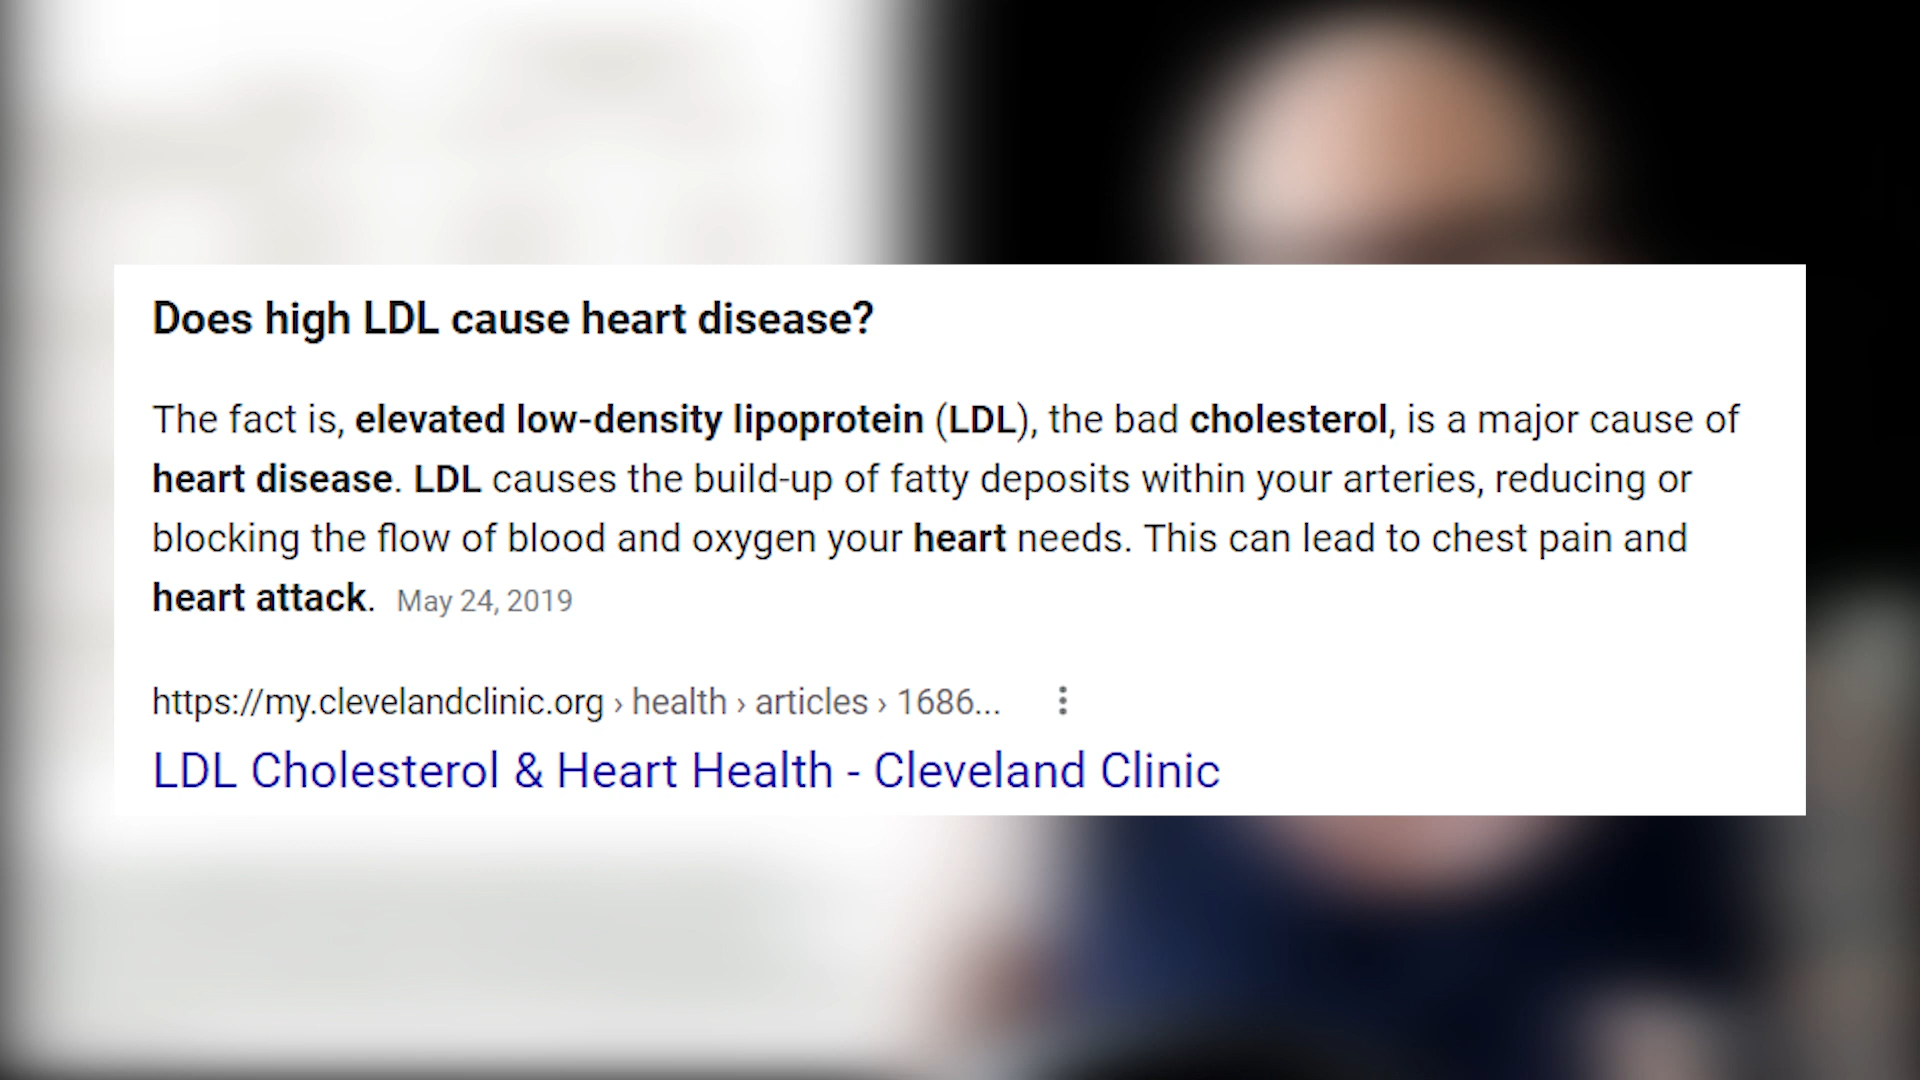 Does high LDL cause heart disease?
The fact is, elevated low-density lipoprotein (LDL), the bad cholesterol, is a major cause of
heart disease. LDL causes the build-up of fatty deposits within your arteries, reducing or
blocking the flow of blood and oxygen your heart needs. This can lead to chest pain and
heart attack. May 24, 2019
https://my.clevelandclinic.org › health › articles › 1686...
LDL Cholesterol & Heart Health - Cleveland Clinic